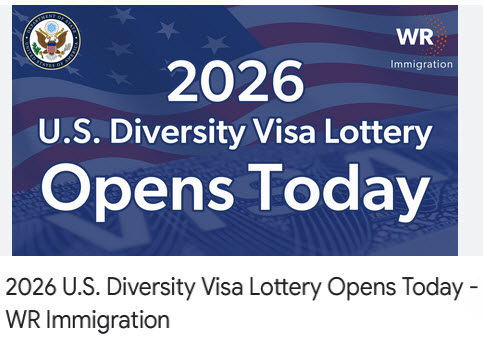 WR
Immigration
2026
U.S. Diversity Visa Lottery
Opens Today
2026 U.S. Diversity Visa Lottery Opens Today -
WR Immigration